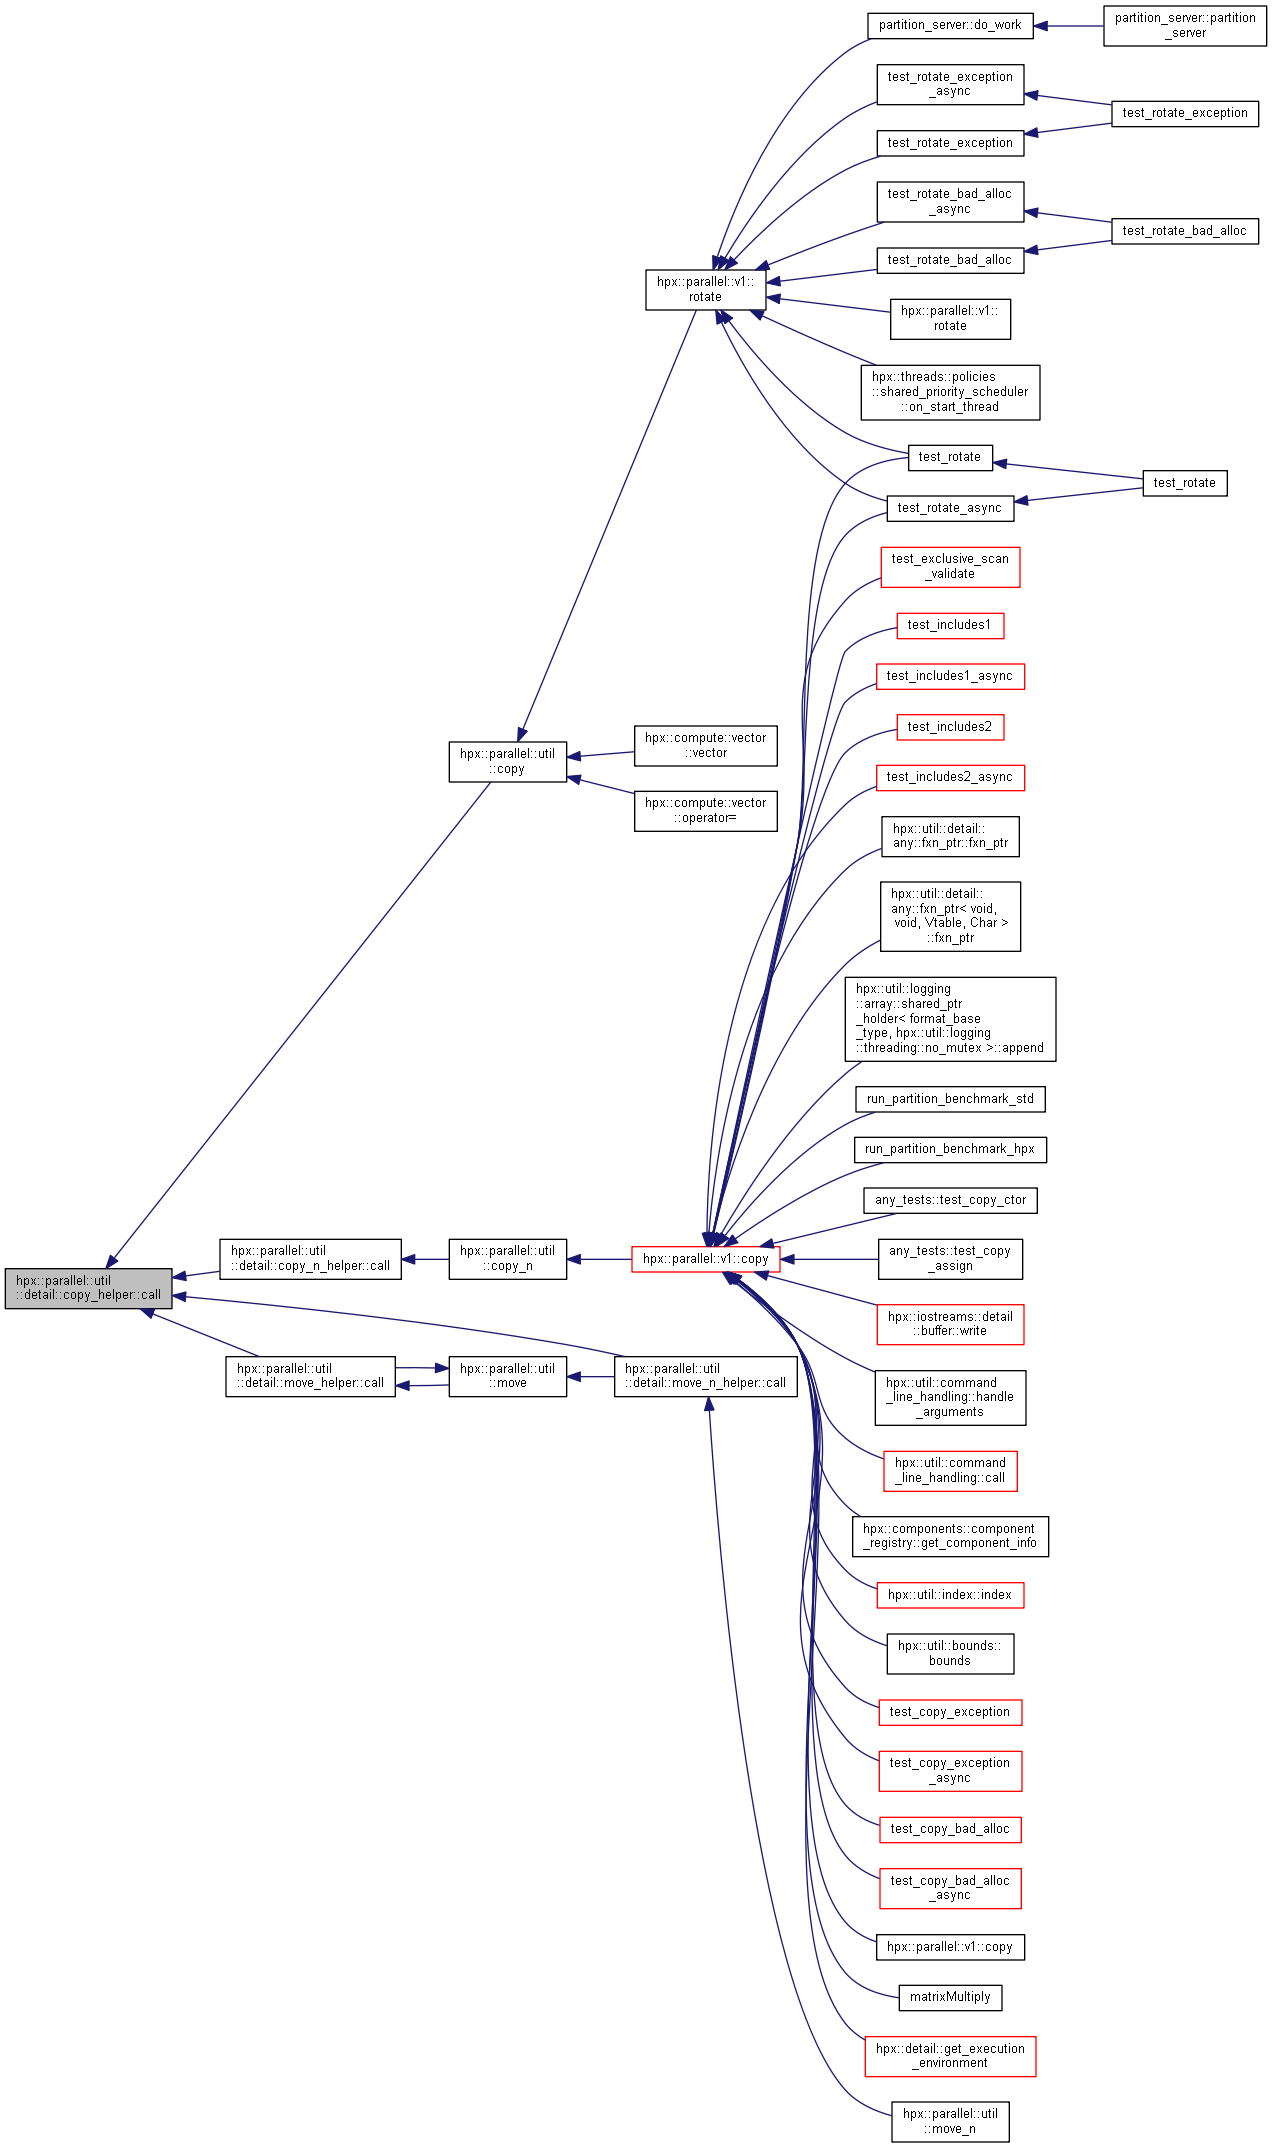 partition_server::do_work
partition_server::partition
_server
test_rotate_exception
_async
test_rotate_exception
test_rotate_exception
test_rotate_bad_alloc
_async
test_rotate_bad_alloc
test_rotate_bad_alloc
hpx::parallel::v1::
rotate
hpx::parallel::v1::
rotate
hpx::threads::policies
::shared_priority_scheduler
::on_start_thread
test_rotate
test_rotate
test_rotate_async
test_exclusive_scan
_validate
test_includes1
test_includes1_async
test_includes2
hpx::parallel::util
::copy
hpx::compute::vector
::vector
test_includes2_async
hpx::compute::vector
::operator=
hpx::util::detail::
any::fxn_ptr::fxn_ptr
hpx::util::detail::
any::fxn_ptr< void,
void, Vtable, Char >
::fxn_ptr
hpx::util::logging
::array::shared_ptr
_holder< format_base
_type, hpx::util::logging
::threading::no_mutex >::append
run_partition_benchmark_std
run_partition_benchmark_hpx
any_tests::test_copy_ctor
hpx::parallel::util
::detail::copy_helper::call
hpx::parallel::util
::detail::copy_n_helper::call
hpx::parallel::util
::copy_n
hpx::parallel::v1::copy
any_tests::test_copy
_assign
hpx::iostreams::detail
::buffer::write
hpx::parallel::util
::detail::move_helper::call
hpx::parallel::util
::move
hpx::parallel::util
::detail::move_n_helper::call
hpx::util::command
_line_handling::handle
_arguments
hpx::util::command
_line_handling::call
hpx::components::component
_registry::get_component_info
hpx::util::index::index
hpx::util::bounds::
bounds
test_copy_exception
test_copy_exception
_async
test_copy_bad_alloc
test_copy_bad_alloc
_async
hpx::parallel::v1::copy
matrixMultiply
hpx::detail::get_execution
_environment
hpx::parallel::util
::move_n